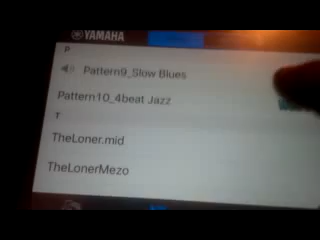 YAMAHA
P
Pattern9_Slow Blues
Pattern10_4beat Jazz
T
TheLoner.mid
TheLonerMezo